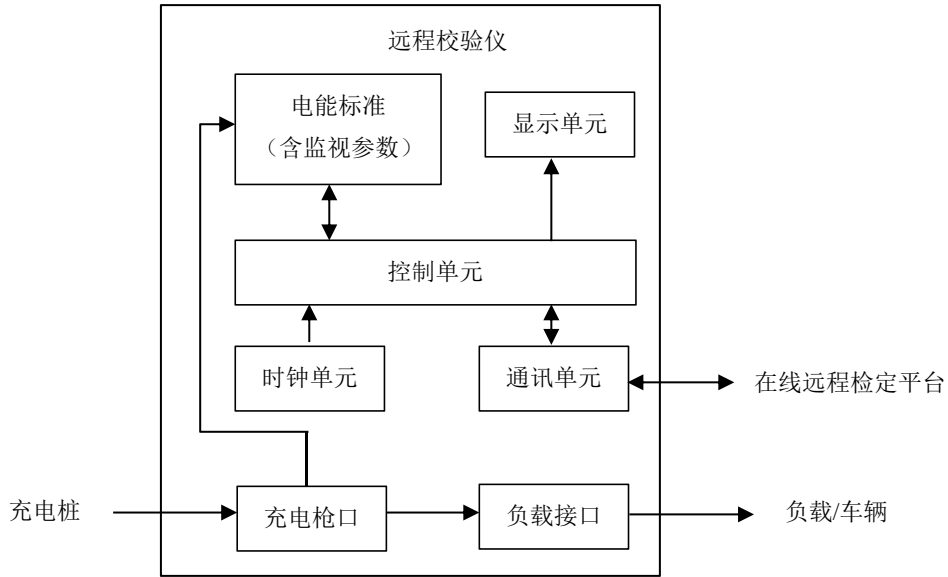 远程校验仪
电能标准
（含监视参数）
显示单元
控制单元
时钟单元
通讯单元
在线远程检定平台
充电桩
充电枪口
负载接口
负载/车辆